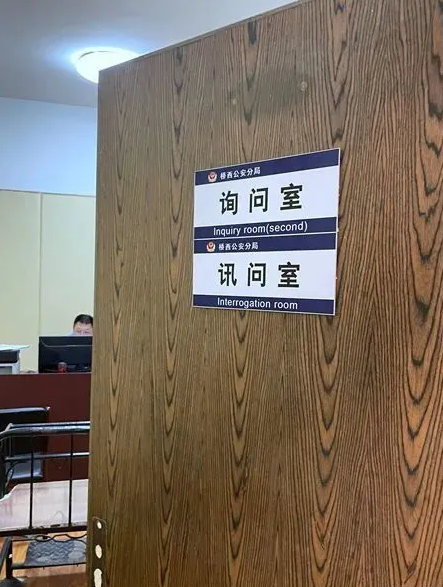 桥西公安分局
询问室
Inquiry room(second)
桥西公安分局
讯问室
Interrogation room